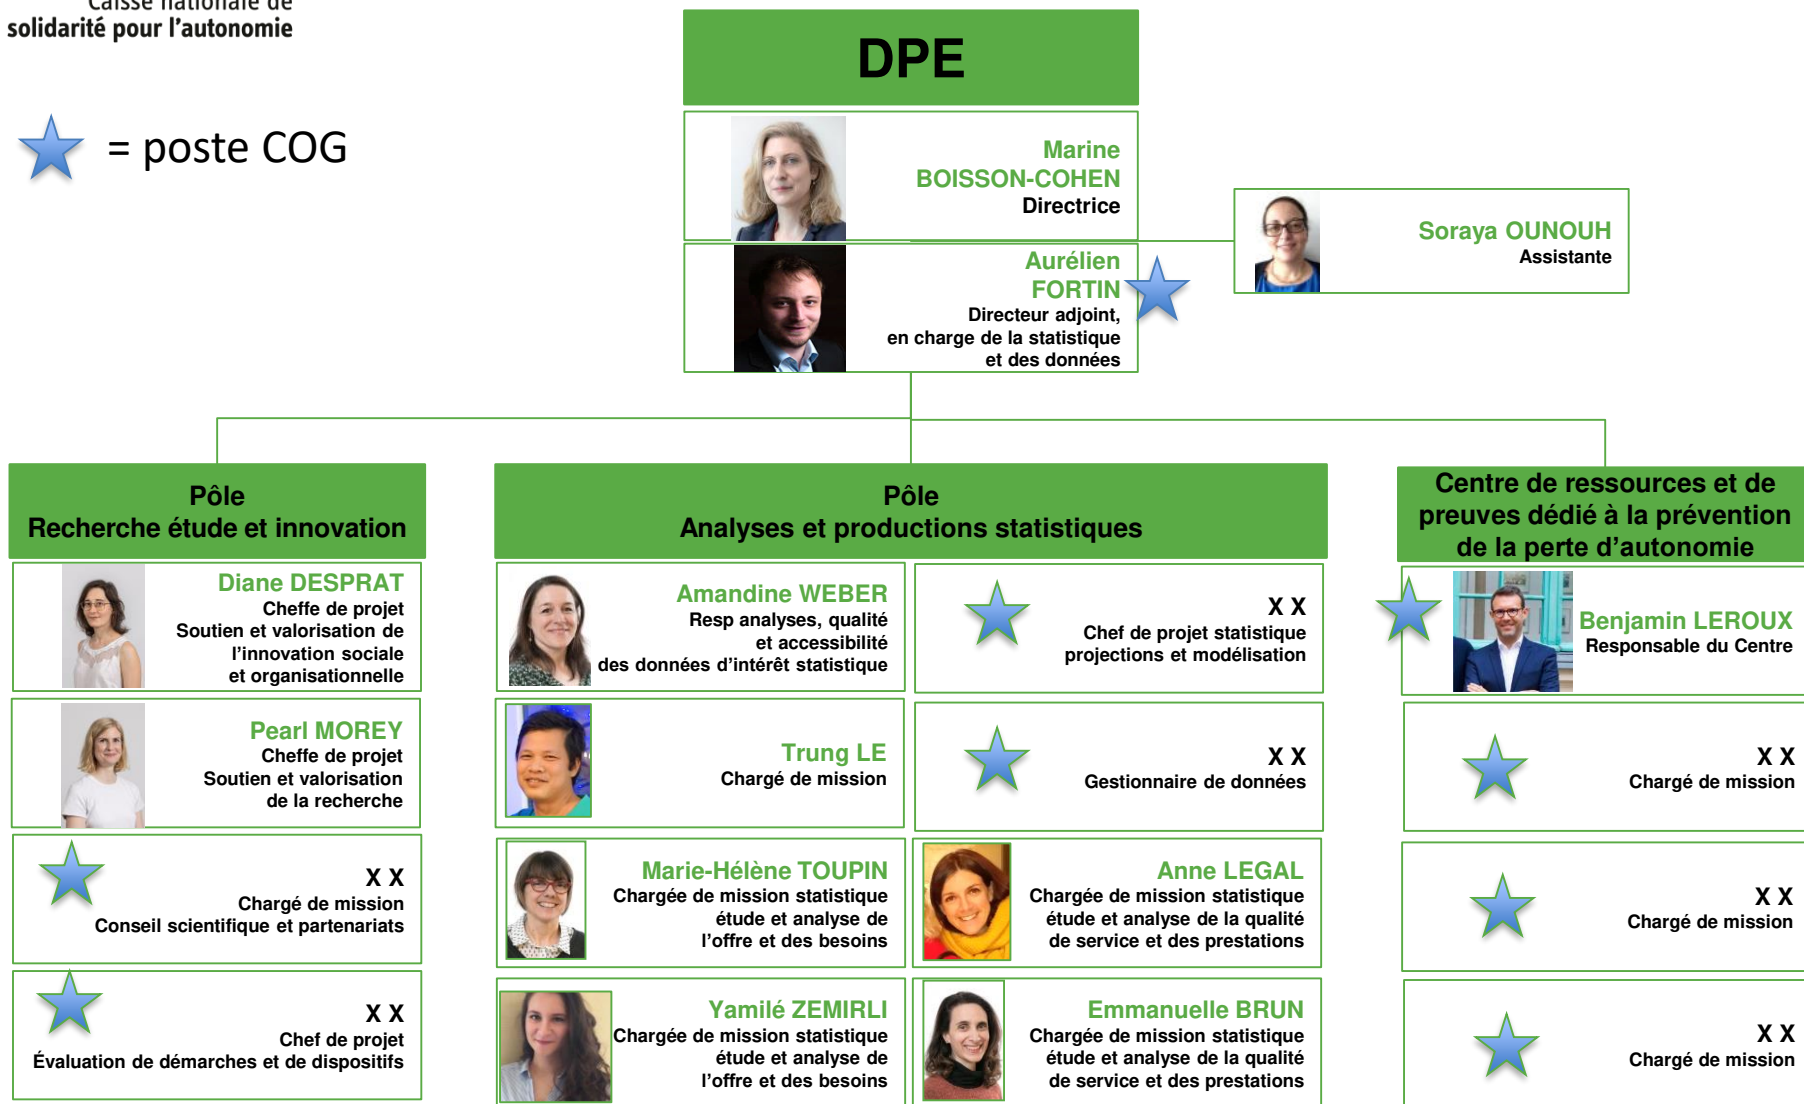 Caisse nationale de
solidarité pour l'autonomie
= poste COG
DPE
Marine
BOISSON-COHEN
Directrice
Aurélien
FORTIN
Directeur adjoint,
en charge de la statistique
et des données
Soraya OUNOUH
Assistante
Pôle
Recherche étude et innovation
Diane DESPRAT
Cheffe de projet
Soutien et valorisation de
l'innovation sociale
et organisationnelle
Pearl MOREY
Cheffe de projet
Soutien et valorisation
de la recherche
X X
Chargé de mission
Conseil scientifique et partenariats
X X
Chef de projet
Évaluation de démarches et de dispositifs
Pôle
Analyses et productions statistiques
Amandine WEBER
Resp analyses, qualité
et accessibilité
des données d'intérêt statistique
X X
Chef de projet statistique
projections et modélisation
Trung LE
Chargé de mission
X X
Gestionnaire de données
Marie-Hélène TOUPIN
Chargée de mission statistique
étude et analyse de
l'offre et des besoins
Anne LEGAL
Chargée de mission statistique
étude et analyse de la qualité
de service et des prestations
Yamilé ZEMIRLI
Chargée de mission statistique
étude et analyse de
l'offre et des besoins
Emmanuelle BRUN
Chargée de mission statistique
étude et analyse de la qualité
de service et des prestations
Centre de ressources et de
preuves dédié à la prévention
de la perte d'autonomie
Benjamin LEROUX
Responsable du Centre
X X
Chargé de mission
X X
Chargé de mission
X X
Chargé de mission